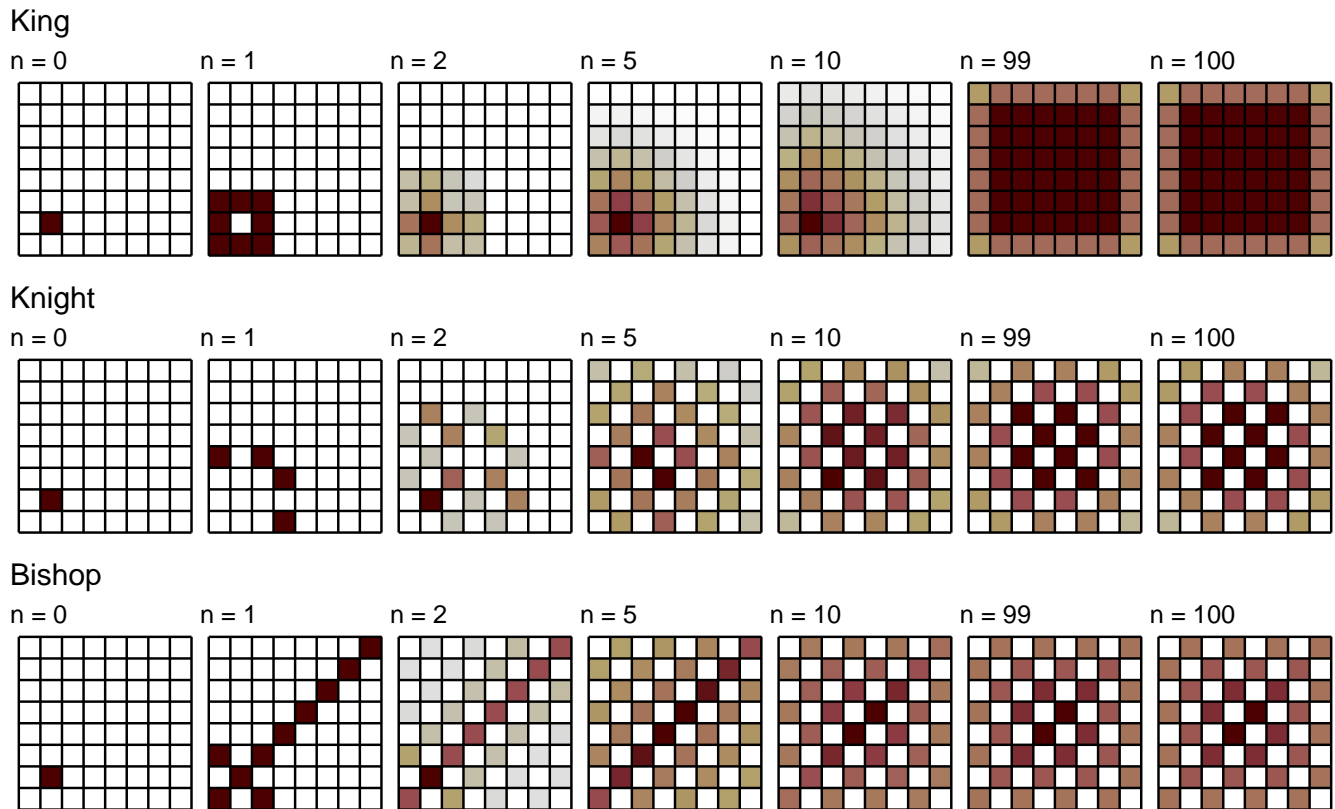 King
n = 0 n = 1 n = 2 n = 5 n = 10 n = 99 n = 100
Knight
n = 0 n = 1 n = 2 n = 5 n = 10 n = 99 n = 100
Bishop
n = 0 n = 1 n = 2 n = 5 n = 10 n = 99 n = 100